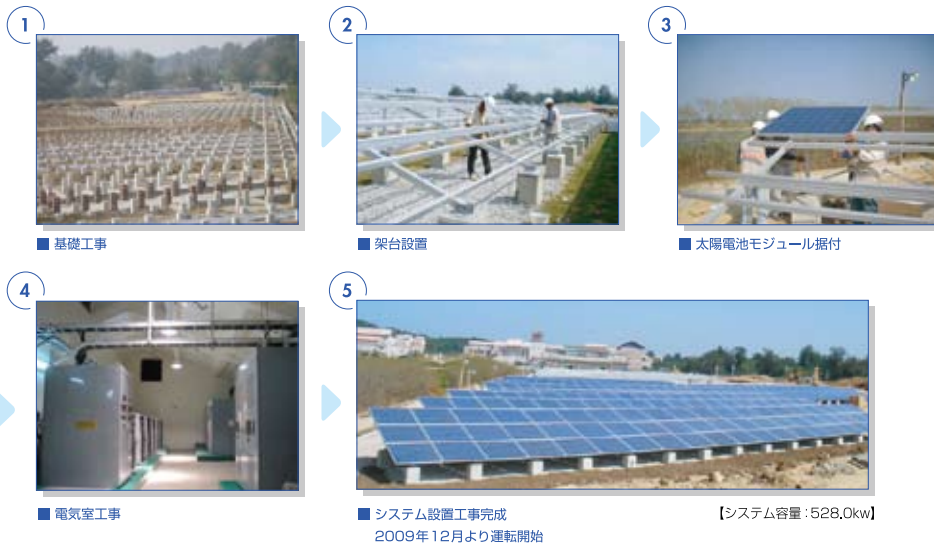 1
2
3
■ 基礎工事
■ 架台設置
■ 太陽電池モジュール据付
4
5
■ 電気室工事
■ システム設置工事完成
2009年12月より運転開始
【システム容量:528.0kw】